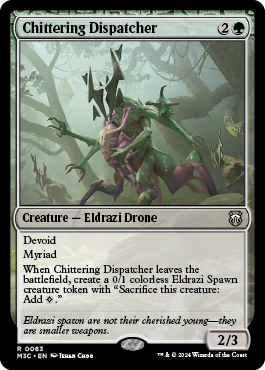 Chittering Dispatcher 2
Creature — Eldrazi Drone
Devoid
Myriad
When Chittering Dispatcher leaves the
battlefield, create a 0/1 colorless Eldrazi Spawn
creature token with “Sacrifice this creature:
Add .”
Eldrazi spawn are not their cherished young—they
are smaller weapons.
2/3
R 0063
M3C • EN Iman Choo
™ & © 2024 Wizards of the Coast